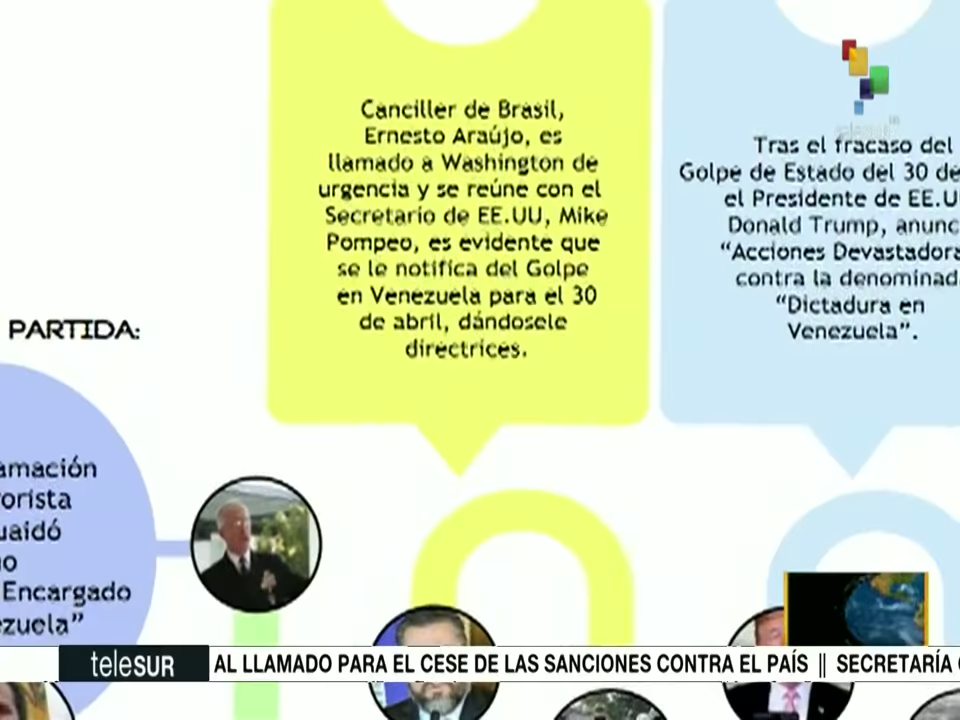 Canciller de Brasil,
Ernesto Araújo, es
llamado a Washington de
urgencia y se reúne con el
Secretario de EE.UU, Mike
Pompeo, es evidente que
se le notifica del Golpe
en Venezuela para el 30
de abril, dándosele
directrices.
telesur
Tras el fracaso del
Golpe de Estado del 30 de
el Presidente de EE.U
Donald Trump, anunc
“Acciones Devastadora
contra la denominad
“Dictadura en
Venezuela”.
PARTIDA:
amación
orista
uaidó
no
Encargado
ezuela”
telesur AL LLAMADO PARA EL CESE DE LAS SANCIONES CONTRA EL PAÍS || SECRETARÍA